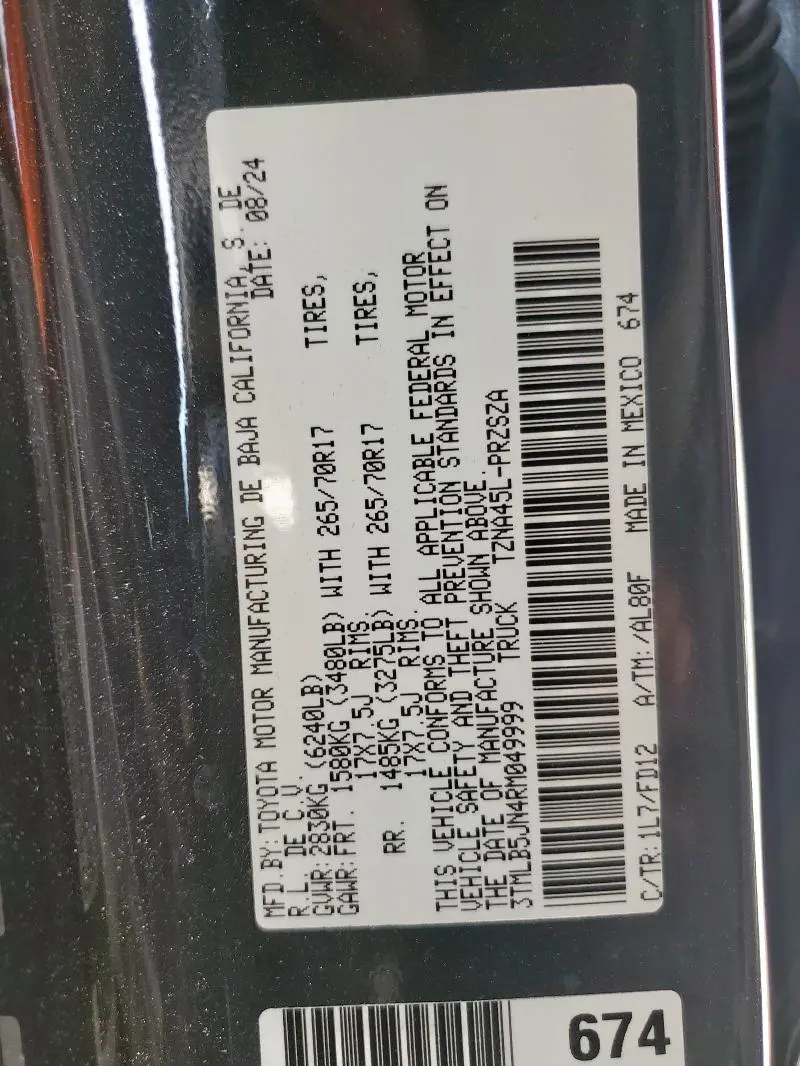 MFD.BY: TOYOTA MOTOR MANUFACTURING DE BAJA CALIFORNIA, S. DE
R.L. DE C.V. DATE: 08/24
GVWR: 2830KG (6240LB)
GAWR: FRT. 1580KG (3480LB) WITH 265/70R17 TIRES,
17X7.5J RIMS
RR. 1485KG (3275LB) WITH 265/70R17 TIRES,
17X7.5J RIMS.
THIS VEHICLE CONFORMS TO ALL APPLICABLE FEDERAL MOTOR
VEHICLE SAFETY AND THEFT PREVENTION STANDARDS IN EFFECT ON
THE DATE OF MANUFACTURE SHOWN ABOVE.
3TMLB5JN4RM049999 TRUCK TZNA45L-PRZSZA
C/TR: 1L7/FD12 A/TM: /AL80F MADE IN MEXICO 674
674